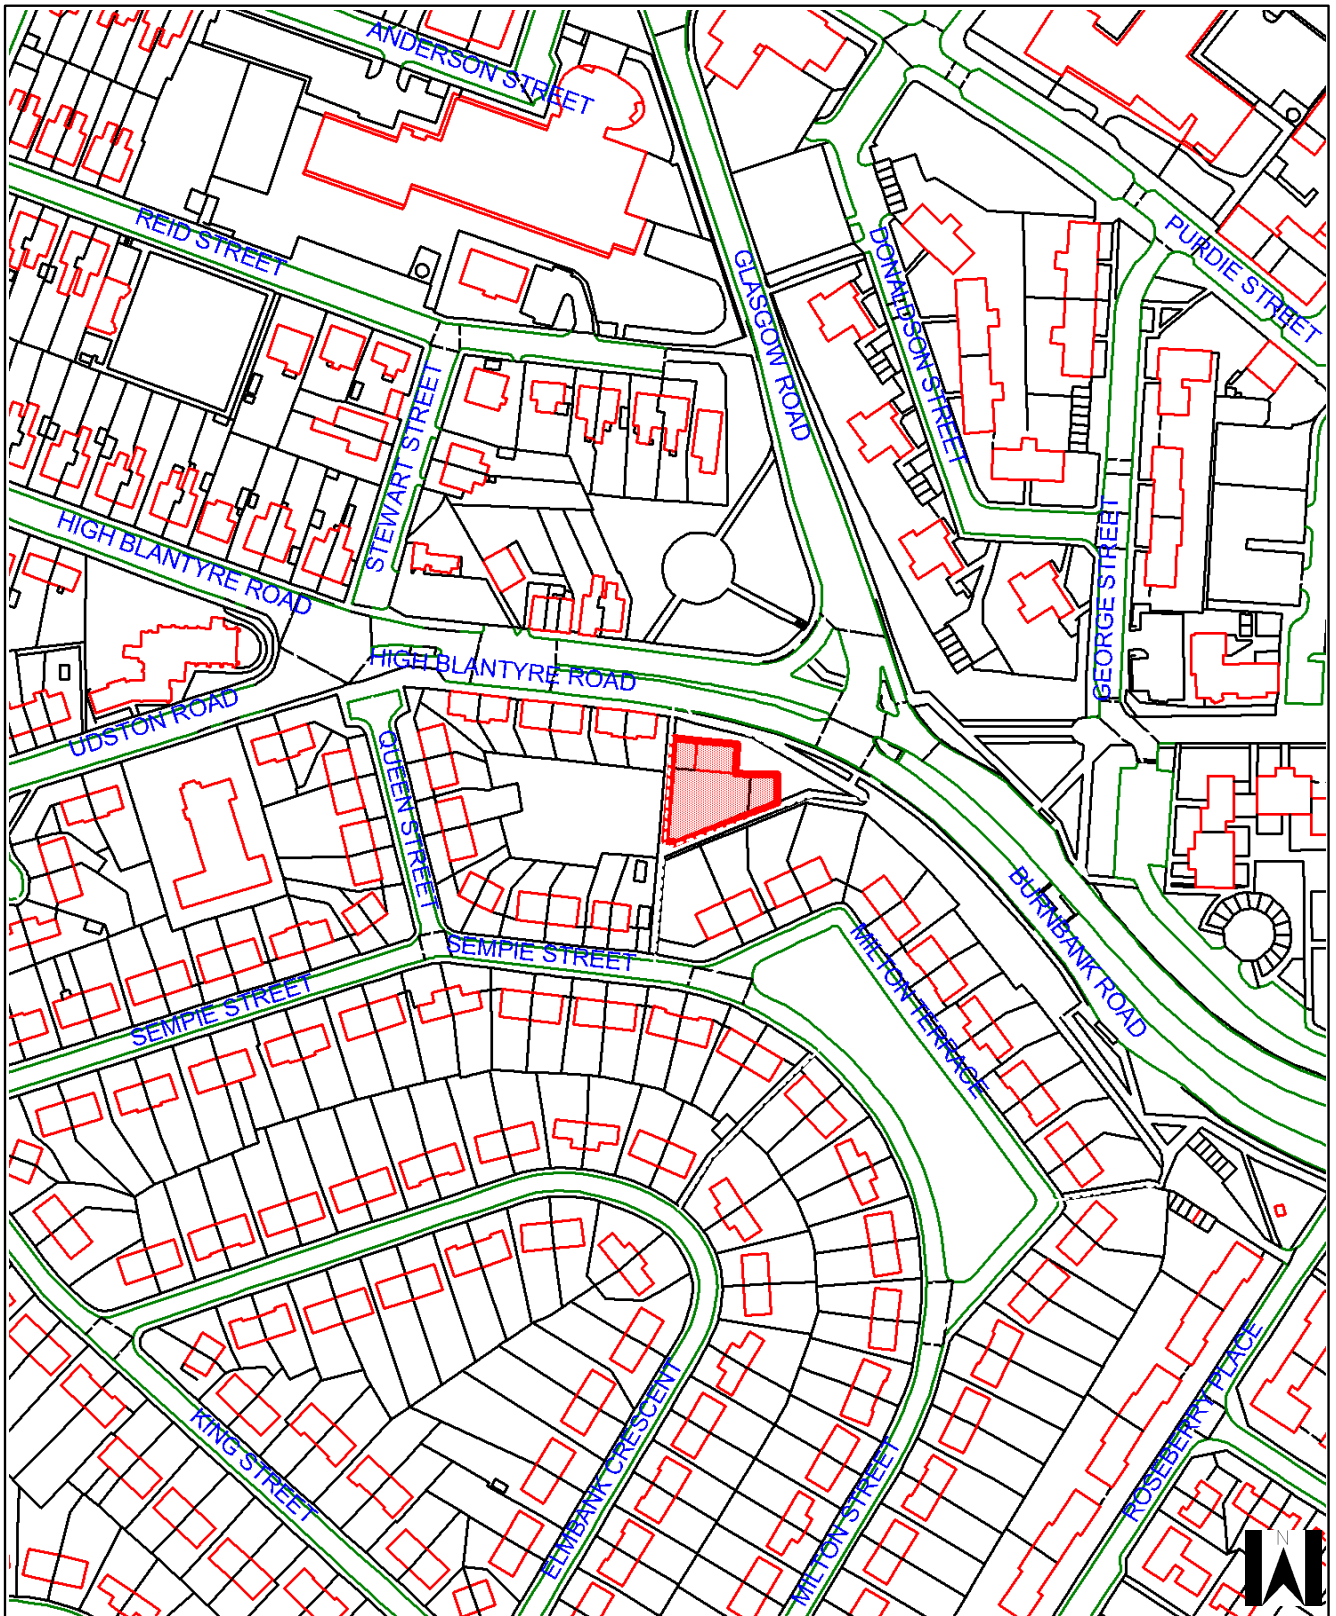 ANDERSON STREET
REID STREET
GLASGOW ROAD
DONALDSON STREET
PURDIE STREET
STEWART STREET
HIGH BLANTYRE ROAD
GEORGE STREET
HIGH BLANTYRE ROAD
UDSTON ROAD
QUEEN STREET
BURNBANK ROAD
SEMPIE STREET
MILTON TERRACE
SEMPIE STREET
KING STREET
ELMBANK CRESCENT
MILTON STREET
ROSEBERRY PLACE
N